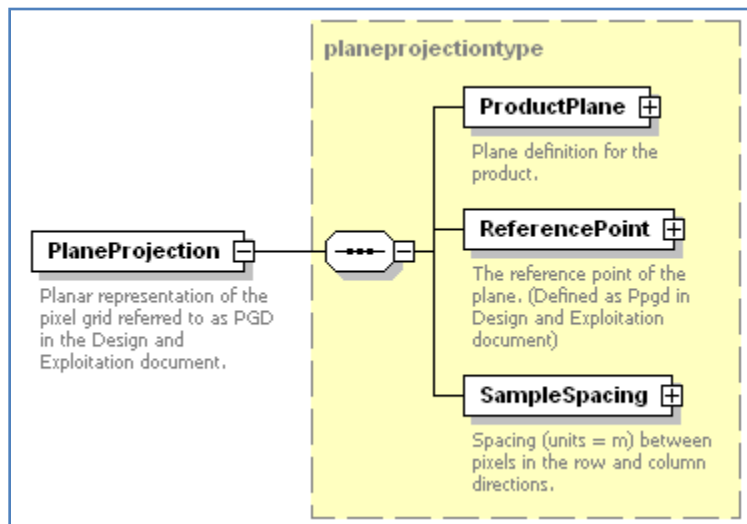 planeprojectiontype
ProductPlane
Plane definition for the
product.
PlaneProjection
Planar representation of the
pixel grid referred to as PGD
in the Design and
Exploitation document.
ReferencePoint
The reference point of the
plane. (Defined as Ppgd in
Design and Exploitation
document)
SampleSpacing
Spacing (units = m) between
pixels in the row and column
directions.